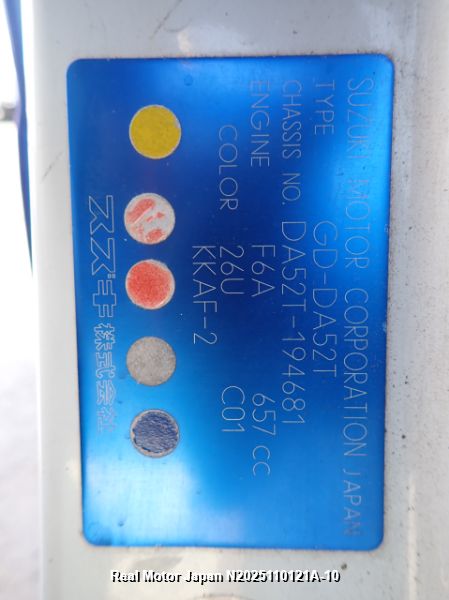 SUZUKI MOTOR CORPORATION JAPAN
TYPE GD-DA52T
CHASSIS NO. DA52T-194681
ENGINE F6A 657 CC
COLOR 26U C01
KKAF-2
スズキ株式会社
Real Motor Japan N2025110121A-10